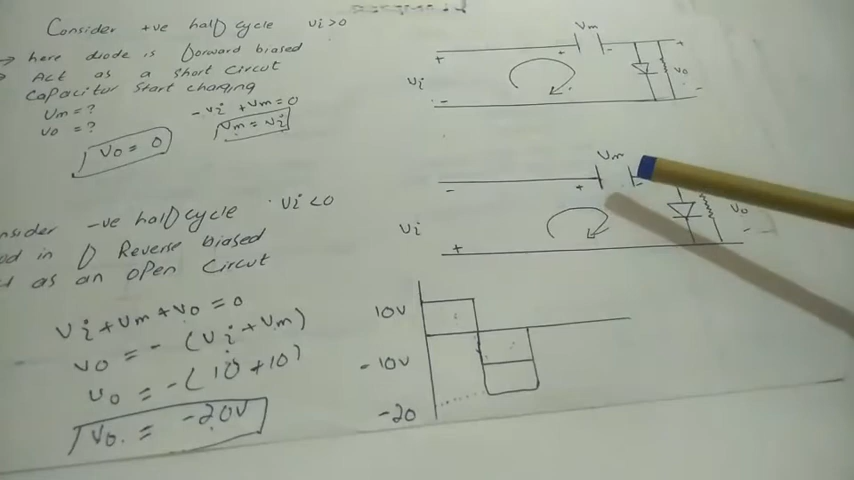 Consider +ve half cycle vi>0
→ here diode is forward biased
→ Act as a short Circut
Capacitor Start charging
Vm = ?
vo = ?
-vi + Vm = 0
Vm = vi
Vo = 0
Vm
+ -
+
+
Vi
vo
-
-
nsider -ve half cycle vi<0
od in D Reverse biased
d as an open Circut
Vi + Vm + vo = 0
vo = - (vi + Vm)
vo = -(10 + 10)
Vo. = -20V
Vm
-
+
-
Vi
vo
+
-
10V
-10V
-20